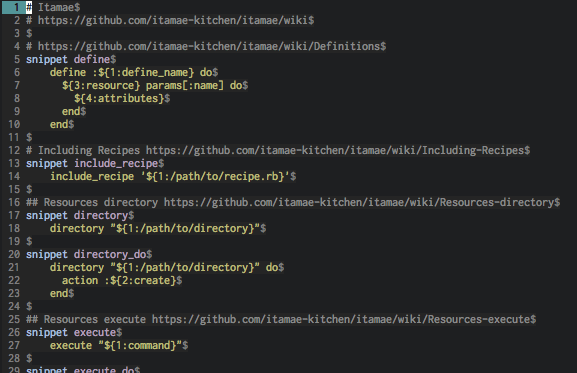 1 # Itamae$
2 # https://github.com/itamae-kitchen/itamae/wiki$
3 $
4 # https://github.com/itamae-kitchen/itamae/wiki/Definitions$
5 snippet define$
6     define :${1:define_name} do$
7       ${3:resource} params[:name] do$
8         ${4:attributes}$
9       end$
10     end$
11 $
12 # Including Recipes https://github.com/itamae-kitchen/itamae/wiki/Including-Recipes$
13 snippet include_recipe$
14     include_recipe '${1:/path/to/recipe.rb}'$
15 $
16 ## Resources directory https://github.com/itamae-kitchen/itamae/wiki/Resources-directory$
17 snippet directory$
18     directory "${1:/path/to/directory}"$
19 $
20 snippet directory_do$
21     directory "${1:/path/to/directory}" do$
22       action :${2:create}$
23     end$
24 $
25 ## Resources execute https://github.com/itamae-kitchen/itamae/wiki/Resources-execute$
26 snippet execute$
27     execute "${1:command}"$
28 $
29 snippet execute_do$